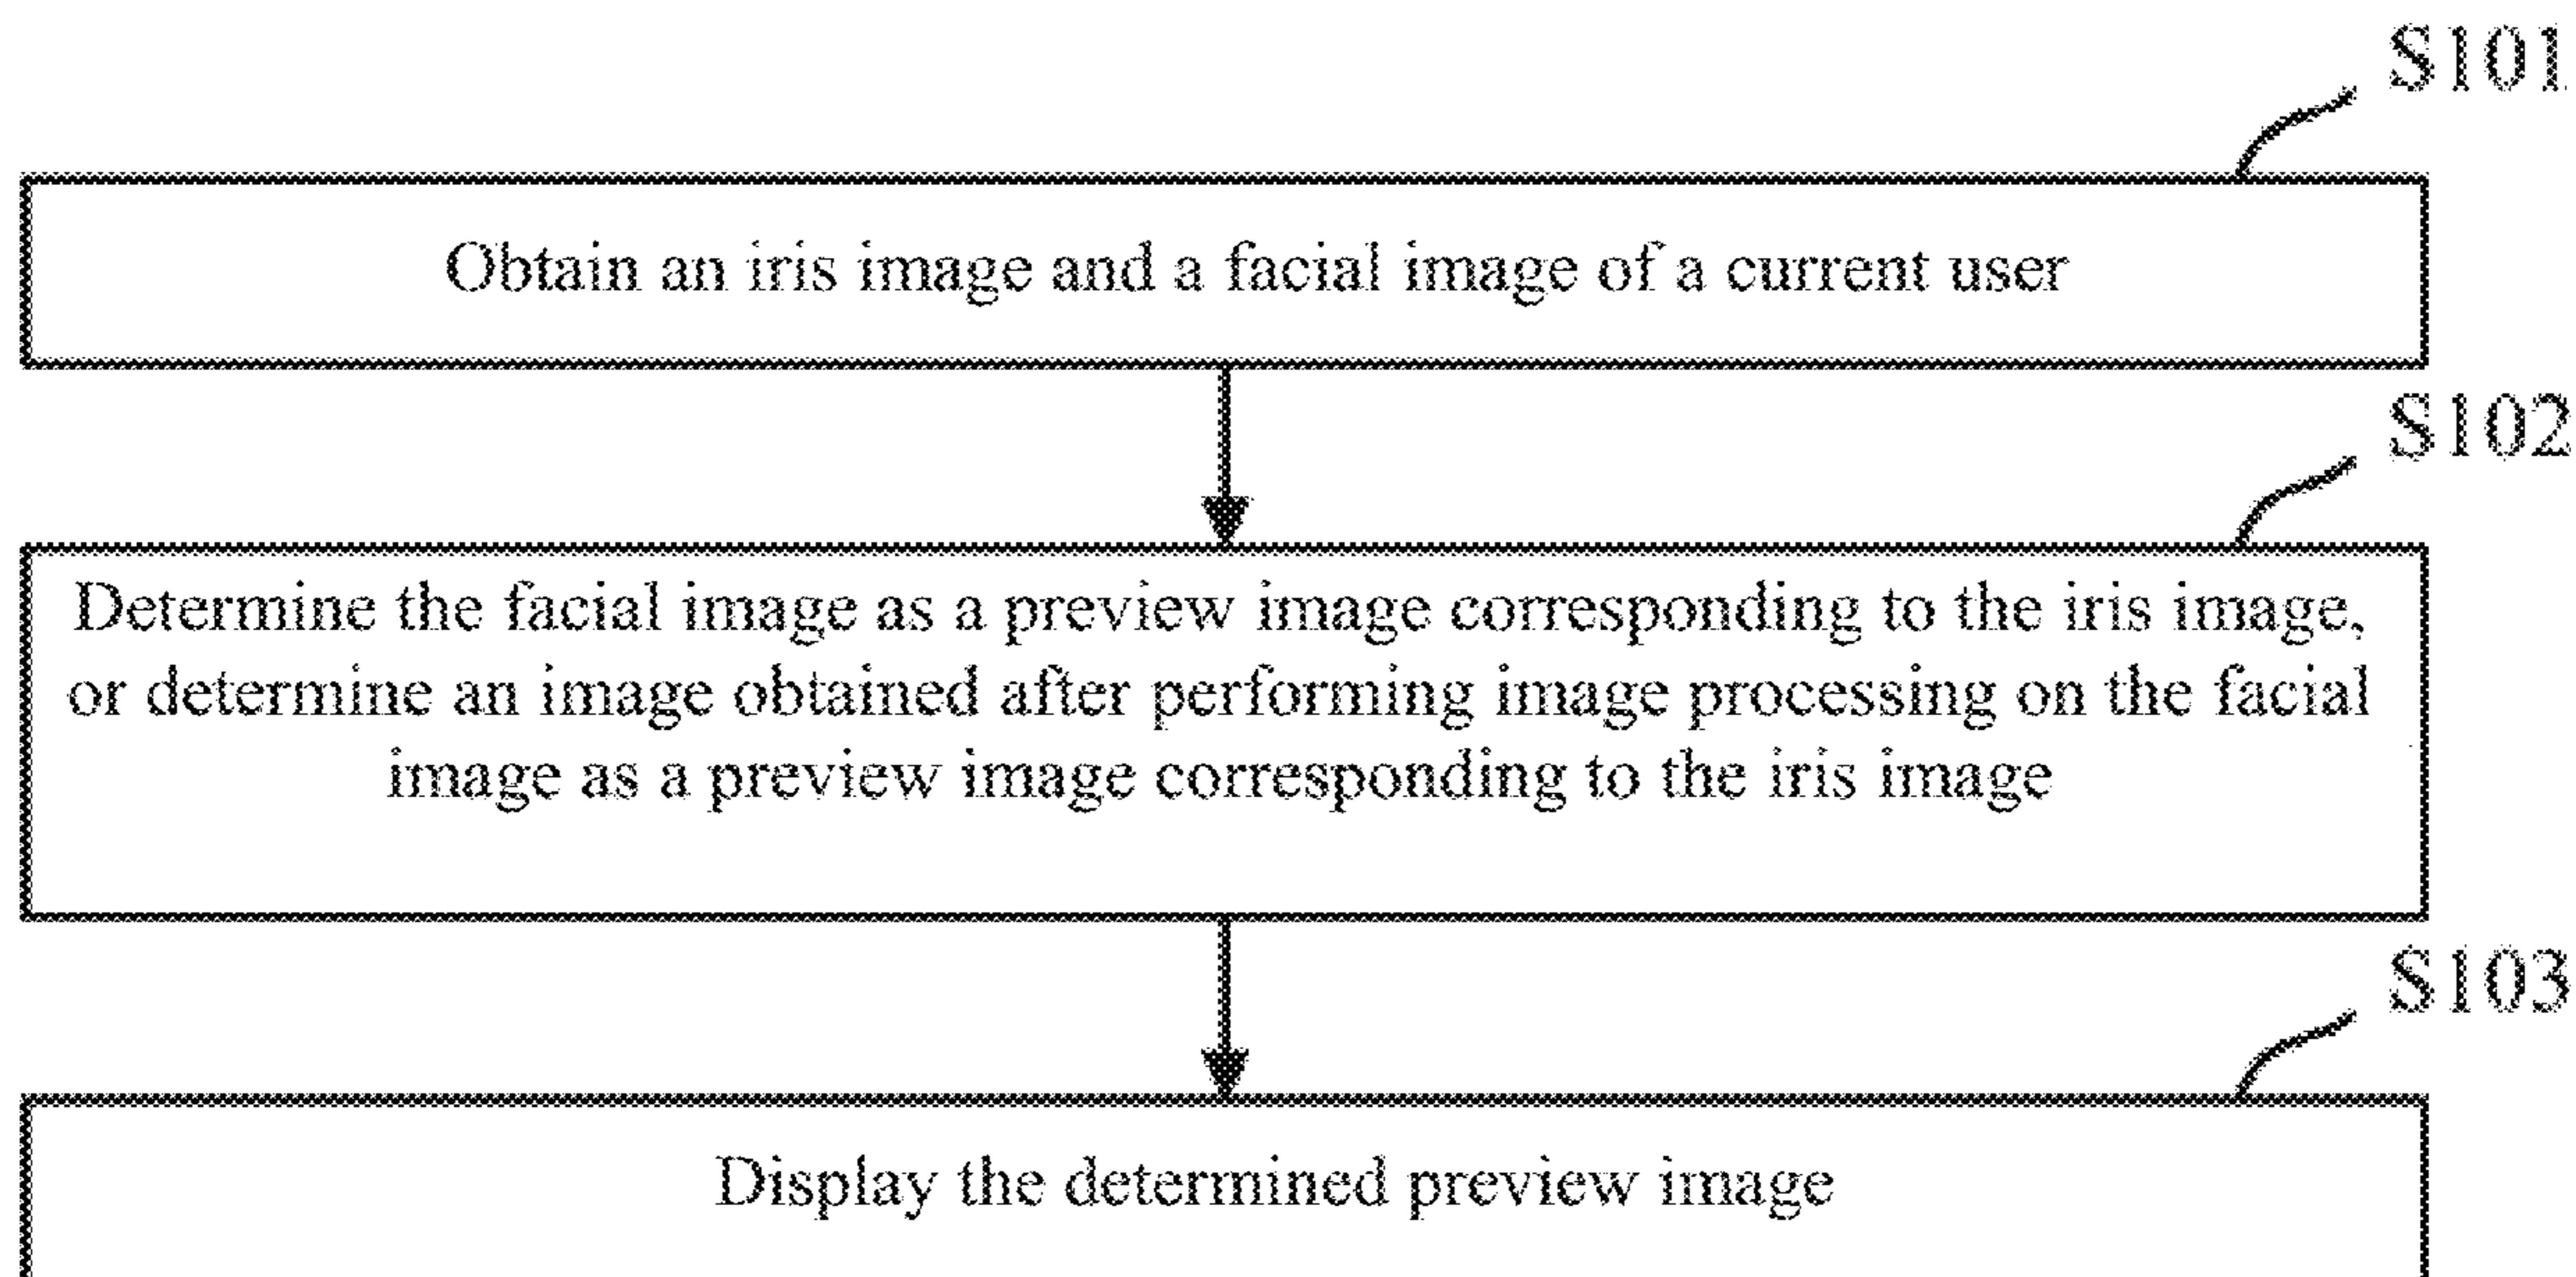 S101
Obtain an iris image and a facial image of a current user
S102
Determine the facial image as a preview image corresponding to the iris image,
or determine an image obtained after performing image processing on the facial
image as a preview image corresponding to the iris image
S103
Display the determined preview image